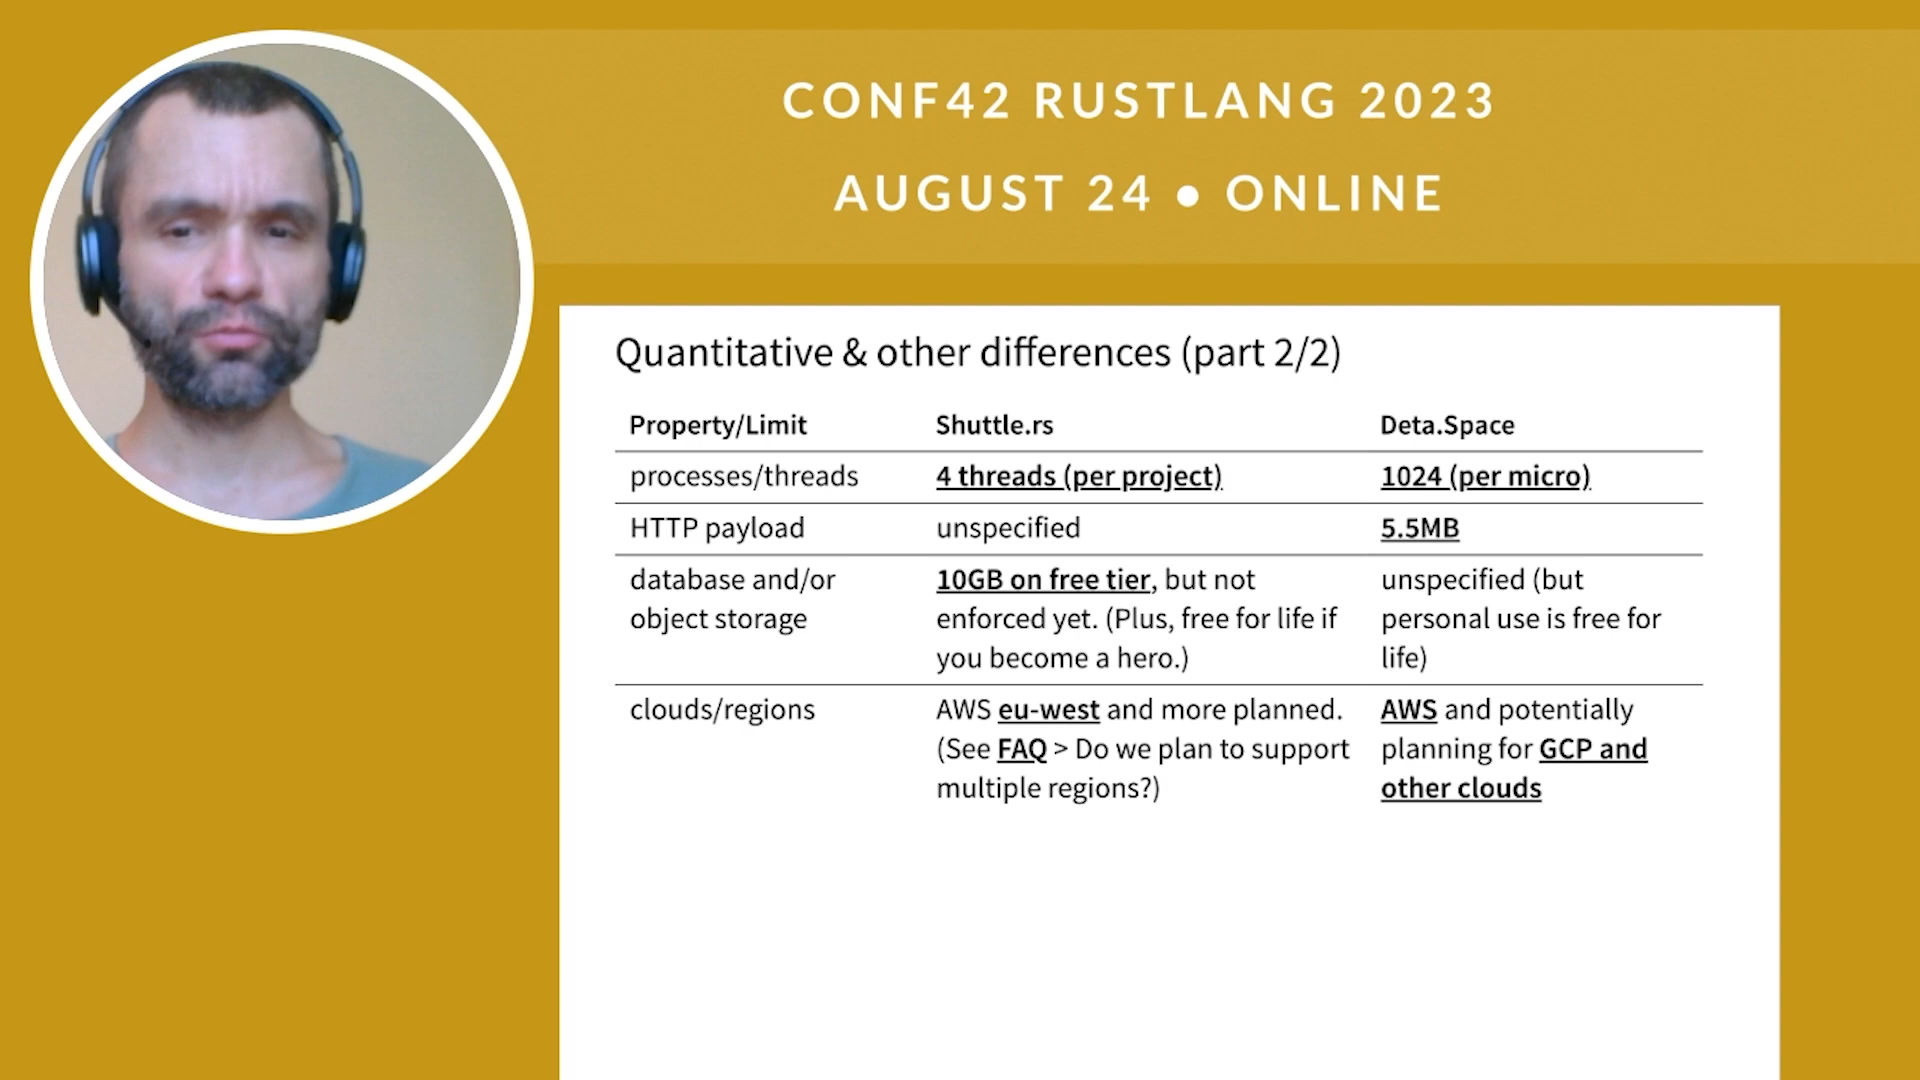 CONF42 RUSTLANG 2023
AUGUST 24 • ONLINE
Quantitative & other differences (part 2/2)
Property/Limit Shuttle.rs Deta.Space
processes/threads 4 threads (per project) 1024 (per micro)
HTTP payload unspecified 5.5MB
database and/or 10GB on free tier, but not unspecified (but
object storage enforced yet. (Plus, free for life if personal use is free for
you become a hero.) life)
clouds/regions AWS eu-west and more planned. AWS and potentially
(See FAQ > Do we plan to support planning for GCP and
multiple regions?) other clouds